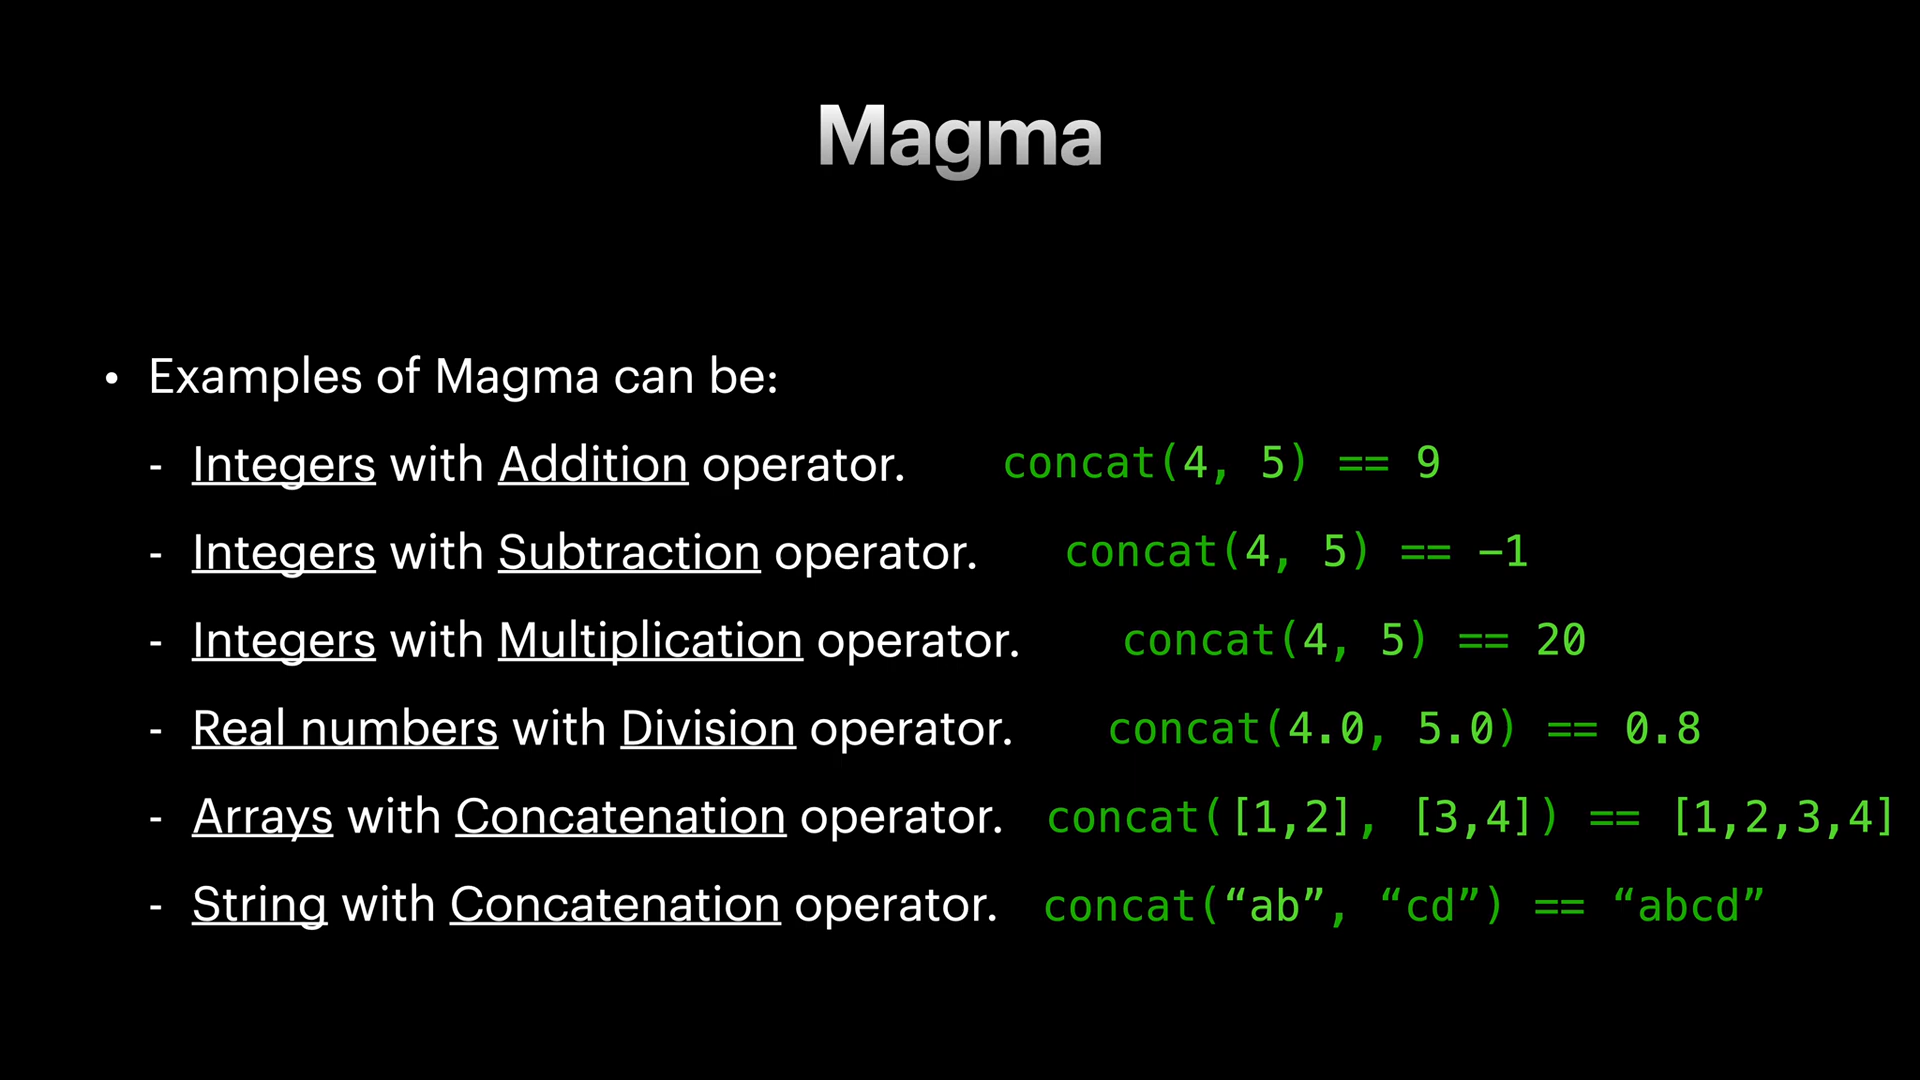 Magma
• Examples of Magma can be:
- Integers with Addition operator. concat(4, 5) == 9
- Integers with Subtraction operator. concat(4, 5) == –1
- Integers with Multiplication operator. concat(4, 5) == 20
- Real numbers with Division operator. concat(4.0, 5.0) == 0.8
- Arrays with Concatenation operator. concat([1,2], [3,4]) == [1,2,3,4]
- String with Concatenation operator. concat(“ab”, “cd”) == “abcd”